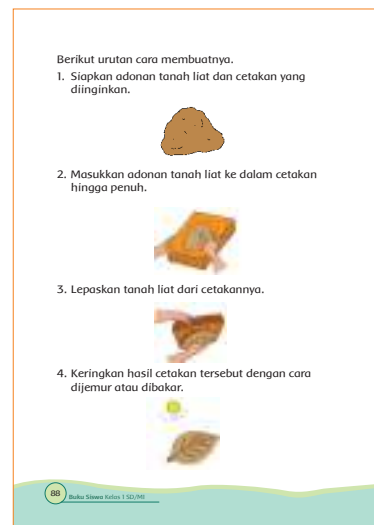 Berikut urutan cara membuatnya.
1. Siapkan adonan tanah liat dan cetakan yang
diinginkan.
2. Masukkan adonan tanah liat ke dalam cetakan
hingga penuh.
3. Lepaskan tanah liat dari cetakannya.
4. Keringkan hasil cetakan tersebut dengan cara
dijemur atau dibakar.
88 Buku Siswa Kelas 1 SD/MI